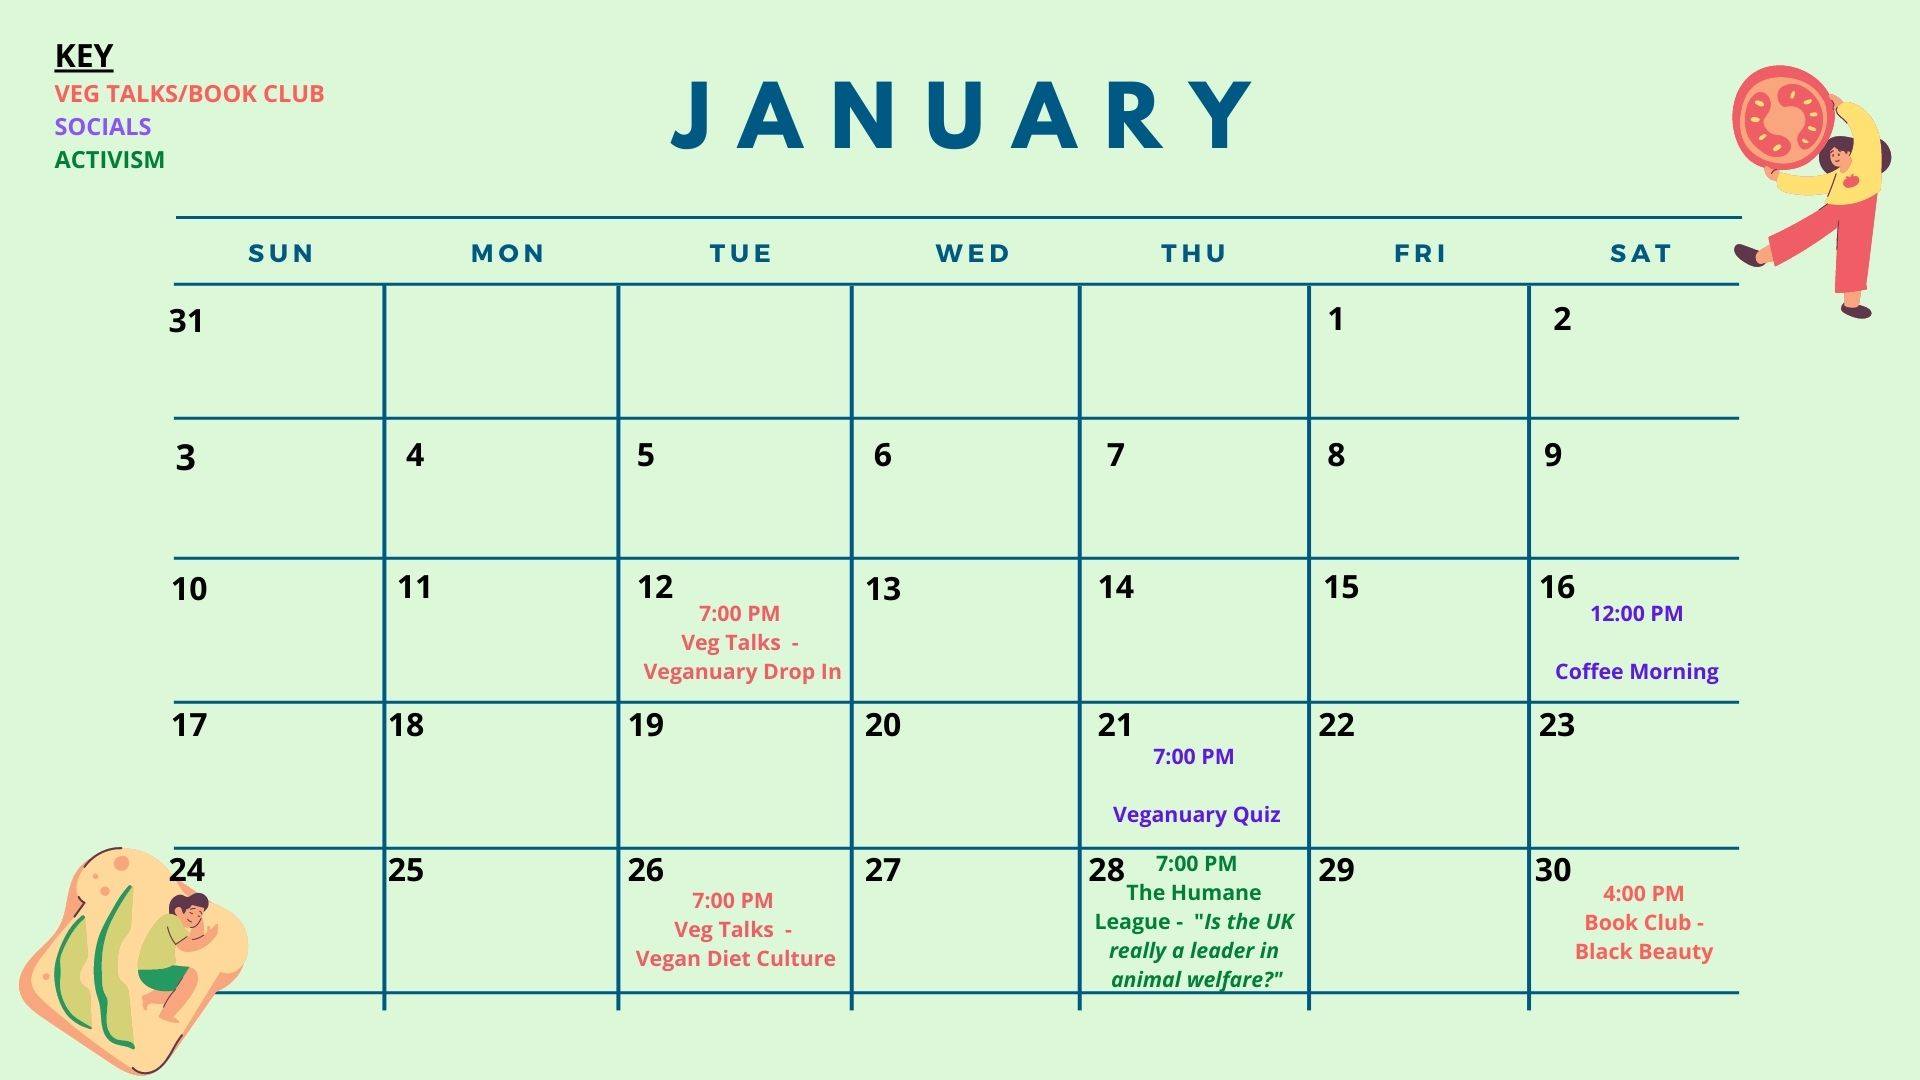 KEY
VEG TALKS/BOOK CLUB
SOCIALS
ACTIVISM
JANUARY
SUN MON TUE WED THU FRI SAT
31 1 2
3 4 5 6 7 8 9
10 11 12 13 14 15 16
7:00 PM
Veg Talks -
Veganuary Drop In
12:00 PM
Coffee Morning
17 18 19 20 21 22 23
7:00 PM
Veganuary Quiz
24 25 26 27 28 29 30
7:00 PM
Veg Talks -
Vegan Diet Culture
7:00 PM
The Humane
League - "Is the UK
really a leader in
animal welfare?"
4:00 PM
Book Club -
Black Beauty